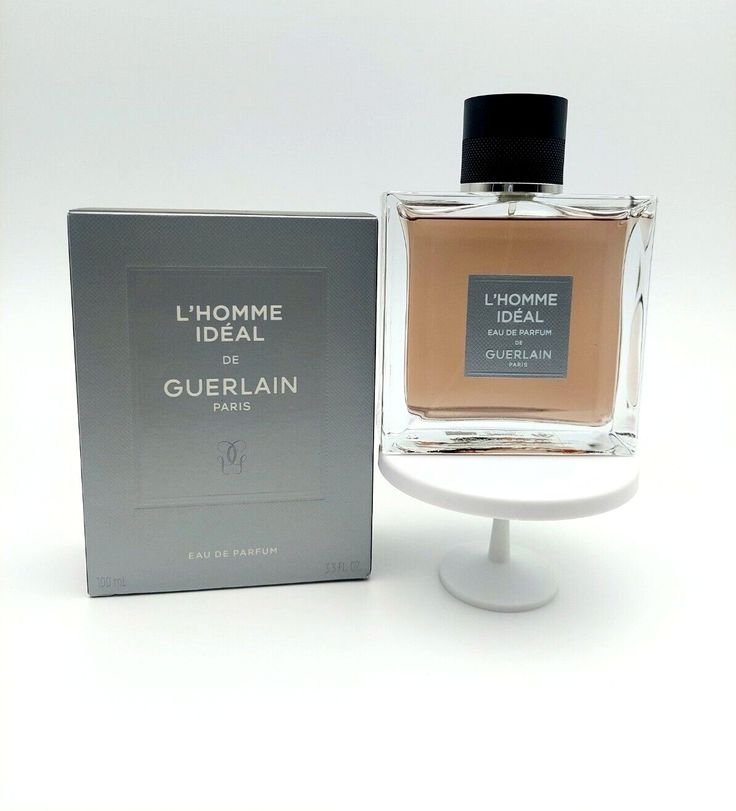 L'HOMME
IDÉAL
DE
GUERLAIN
PARIS
EAU DE PARFUM
100 mL
3.3 FL. OZ.
L'HOMME
IDÉAL
EAU DE PARFUM
DE
GUERLAIN
PARIS